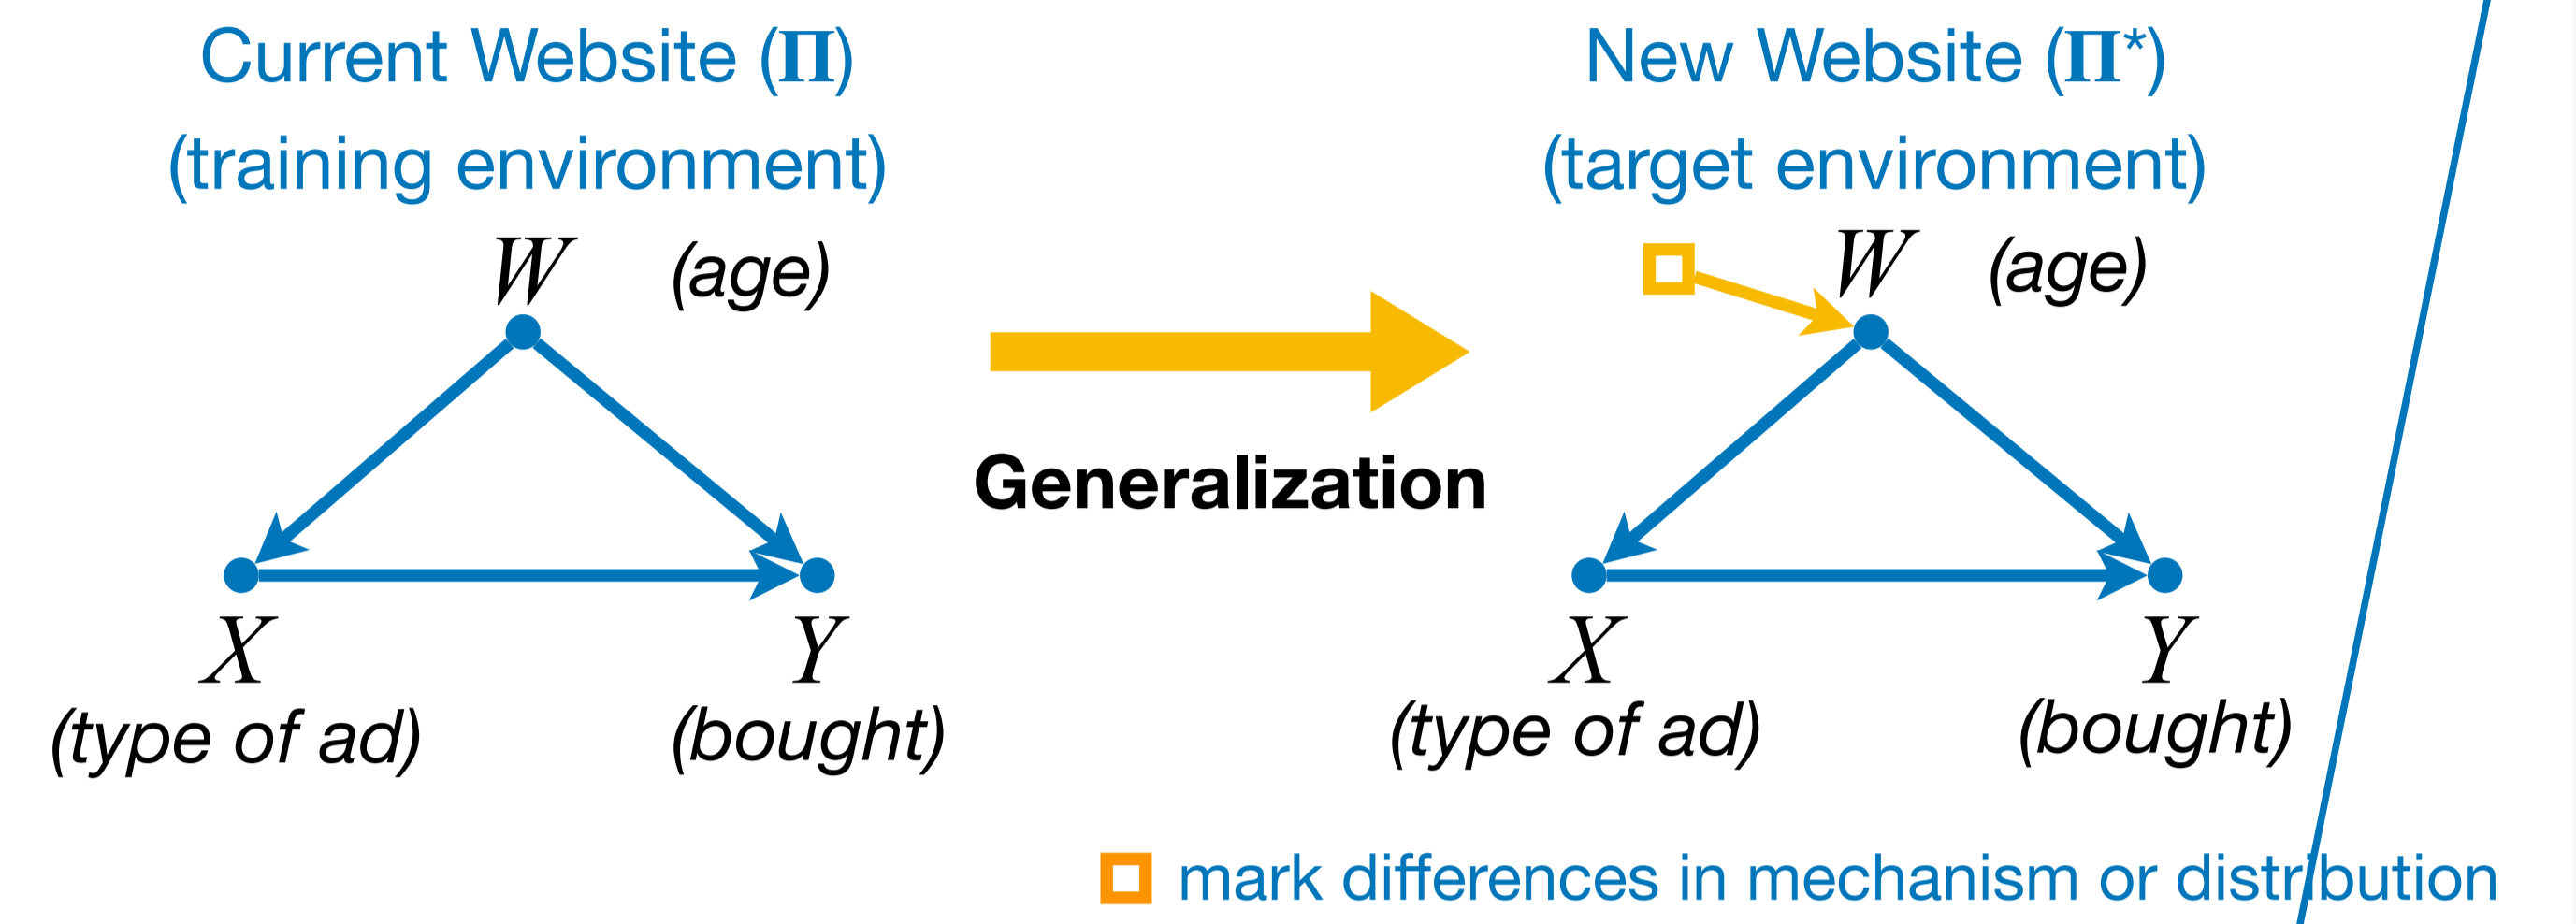 Current Website (Π)
(training environment)
W (age)
X
(type of ad)
Y
(bought)
Generalization
New Website (Π*)
(target environment)
W (age)
X
(type of ad)
Y
(bought)
mark differences in mechanism or distribution